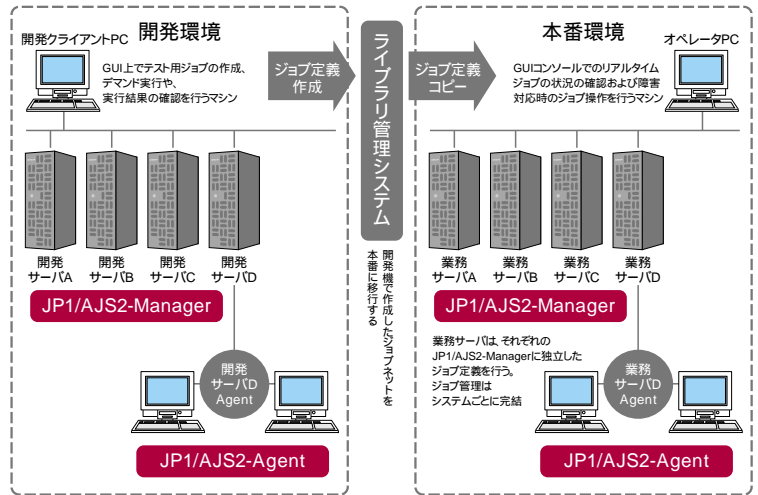 開発環境
開発クライアントPC
GUI上でテスト用ジョブの作成、
デマンド実行や、
実行結果の確認を行うマシン
ジョブ定義
作成
開発
サーバA
開発
サーバB
開発
サーバC
開発
サーバD
JP1/AJS2-Manager
開発
サーバD
Agent
JP1/AJS2-Agent
ライブラリ管理システム
開発機で作成したジョブネットを
本番に移行する
ジョブ定義
コピー
本番環境
オペレータPC
GUIコンソールでのリアルタイム
ジョブの状況の確認および障害
対応時のジョブ操作を行うマシン
業務
サーバA
業務
サーバB
業務
サーバC
業務
サーバD
JP1/AJS2-Manager
業務サーバは、それぞれの
JP1/AJS2-Managerに独立した
ジョブ定義を行う。
ジョブ管理は
システムごとに完結
業務
サーバD
Agent
JP1/AJS2-Agent